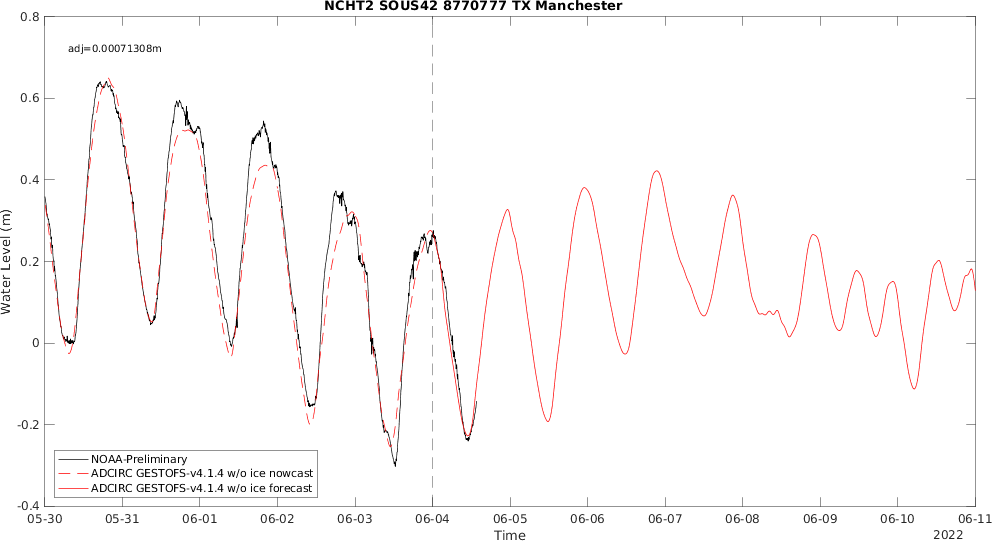 NCHT2 SOUS42 8770777 TX Manchester
adj=0.00071308m
Water Level (m)
0.8
0.6
0.4
0.2
0
-0.2
-0.4
NOAA-Preliminary
ADCIRC GESTOFS-v4.1.4 w/o ice nowcast
ADCIRC GESTOFS-v4.1.4 w/o ice forecast
05-30 05-31 06-01 06-02 06-03 06-04 06-05 06-06 06-07 06-08 06-09 06-10 06-11
Time
2022